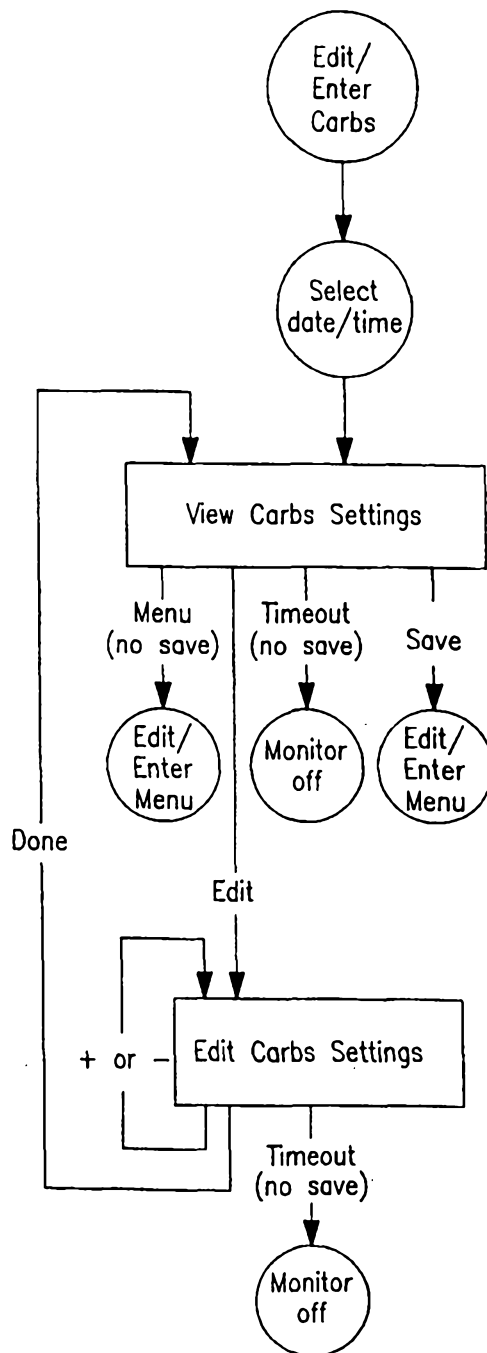 Edit/
Enter
Carbs
Select
date/time
View Carbs Settings
Menu
(no save)
Timeout
(no save)
Save
Edit/
Enter
Menu
Monitor
off
Edit/
Enter
Menu
Done
Edit
+ or -
Edit Carbs Settings
Timeout
(no save)
Monitor
off